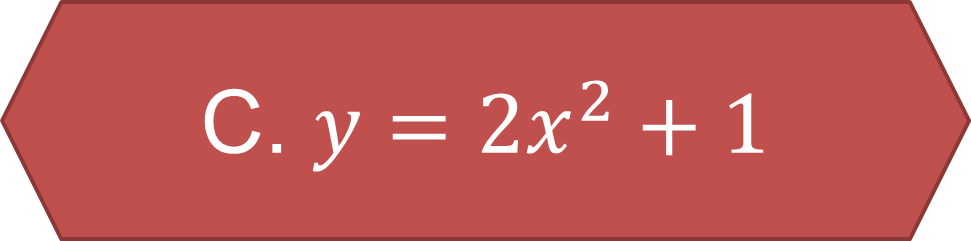 C. y = 2x² + 1